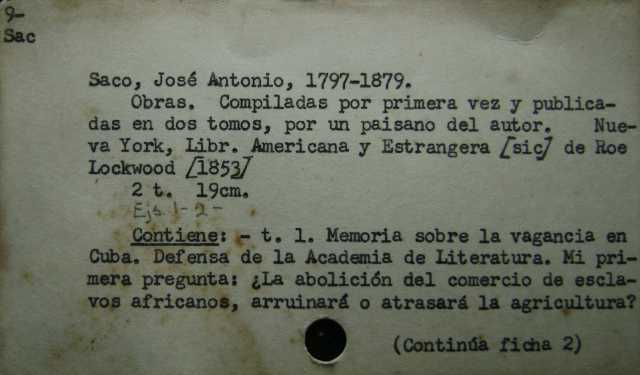 9-
Sac
Saco, José Antonio, 1797-1879.
Obras. Compiladas por primera vez y publica-
das en dos tomos, por un paisano del autor. Nue-
va York, Libr. Americana y Estrangera [sic] de Roe
Lockwood [1853]
2 t. 19cm.
Ejs 1-2-
Contiene: - t. 1. Memoria sobre la vagancia en
Cuba. Defensa de la Academia de Literatura. Mi pri-
mera pregunta: ¿La abolición del comercio de escla-
vos africanos, arruinará o atrasará la agricultura?
(Continúa ficha 2)